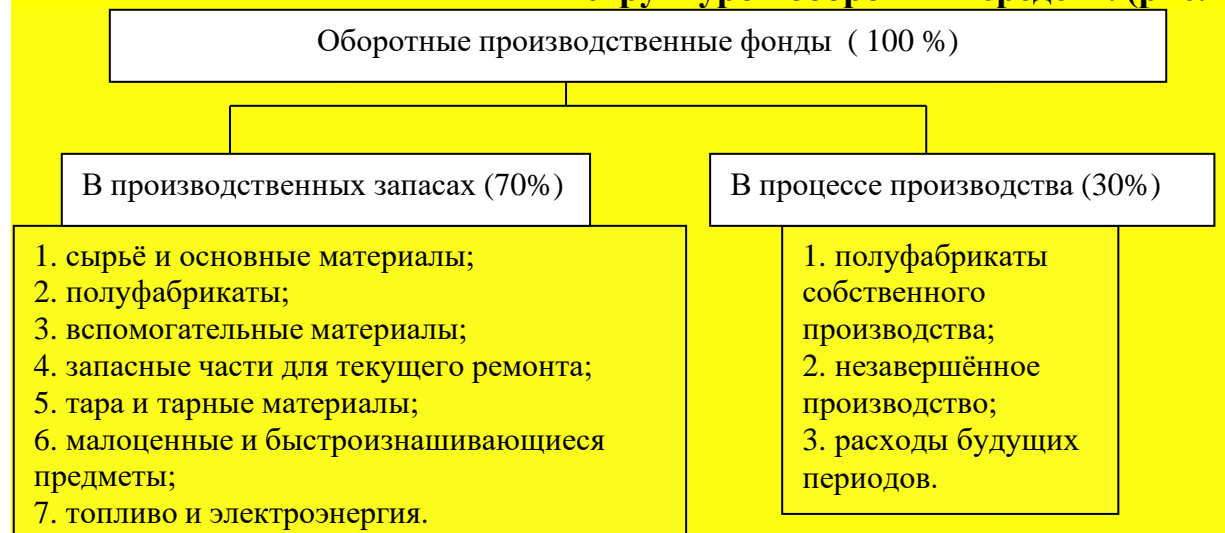 Оборотные производственные фонды ( 100 %)
В производственных запасах (70%)
В процессе производства (30%)
1. сырьё и основные материалы;
2. полуфабрикаты;
3. вспомогательные материалы;
4. запасные части для текущего ремонта;
5. тара и тарные материалы;
6. малоценные и быстроизнашивающиеся
предметы;
7. топливо и электроэнергия.
1. полуфабрикаты
собственного
производства;
2. незавершённое
производство;
3. расходы будущих
периодов.